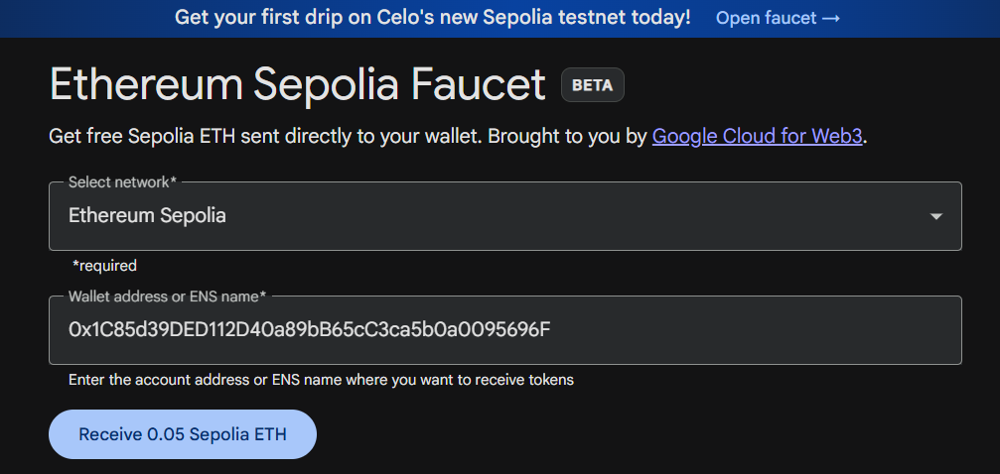 Get your first drip on Celo's new Sepolia testnet today! Open faucet →
Ethereum Sepolia Faucet BETA
Get free Sepolia ETH sent directly to your wallet. Brought to you by Google Cloud for Web3.
Select network*
Ethereum Sepolia
*required
Wallet address or ENS name*
0x1C85d39DED112D40a89bB65cC3ca5b0a0095696F
Enter the account address or ENS name where you want to receive tokens
Receive 0.05 Sepolia ETH